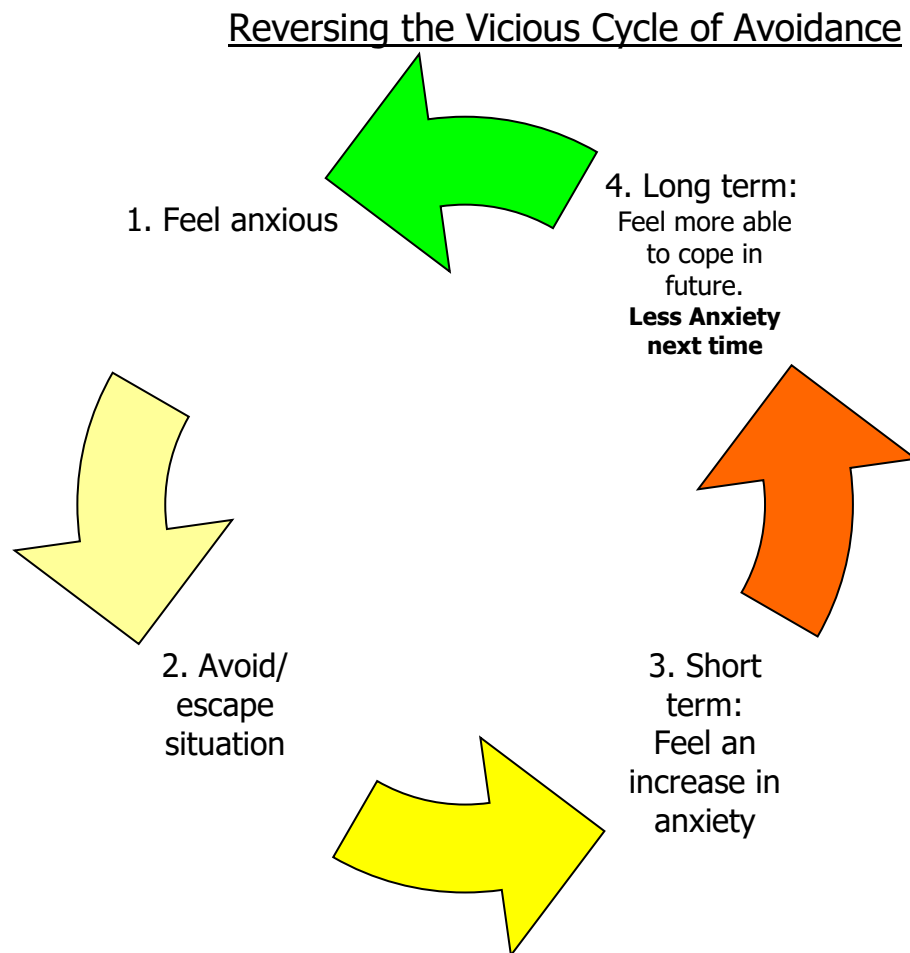 Reversing the Vicious Cycle of Avoidance
1. Feel anxious
2. Avoid/
escape
situation
3. Short
term:
Feel an
increase in
anxiety
4. Long term:
Feel more able
to cope in
future.
Less Anxiety
next time